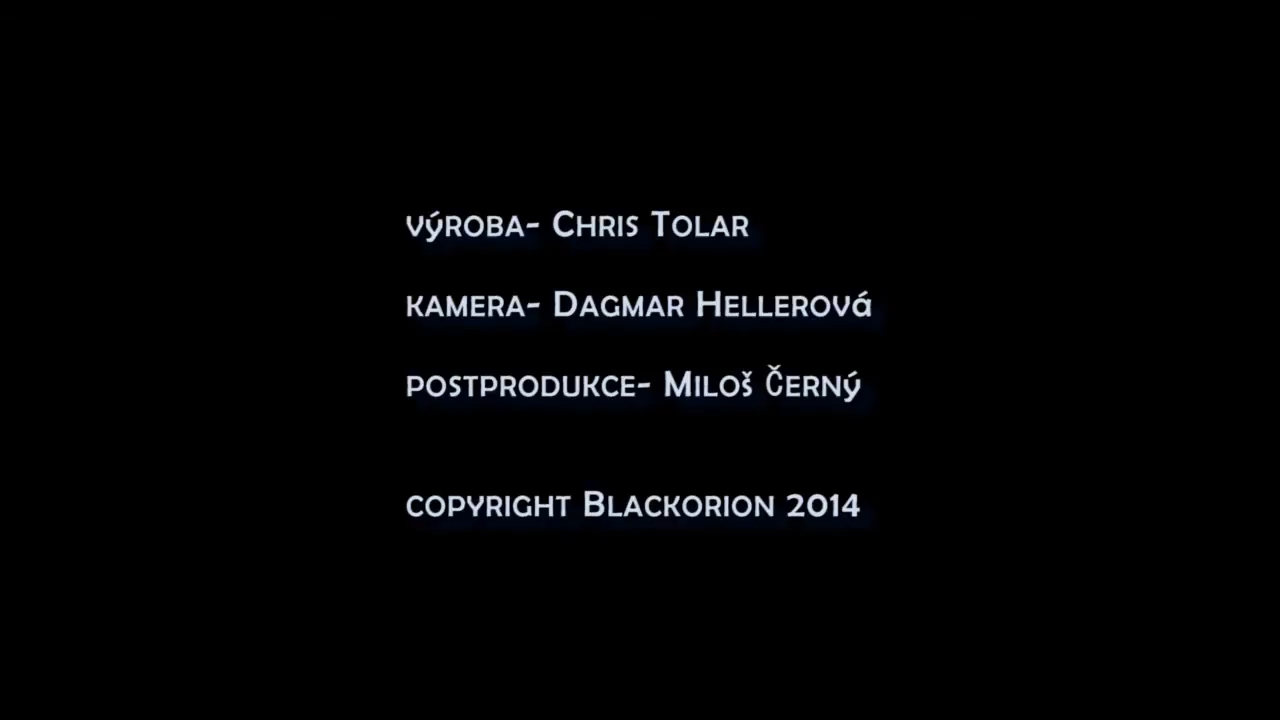 výroba- Chris Tolar
kamera- Dagmar Hellerová
postprodukce- Miloš Černý
copyright Blackorion 2014